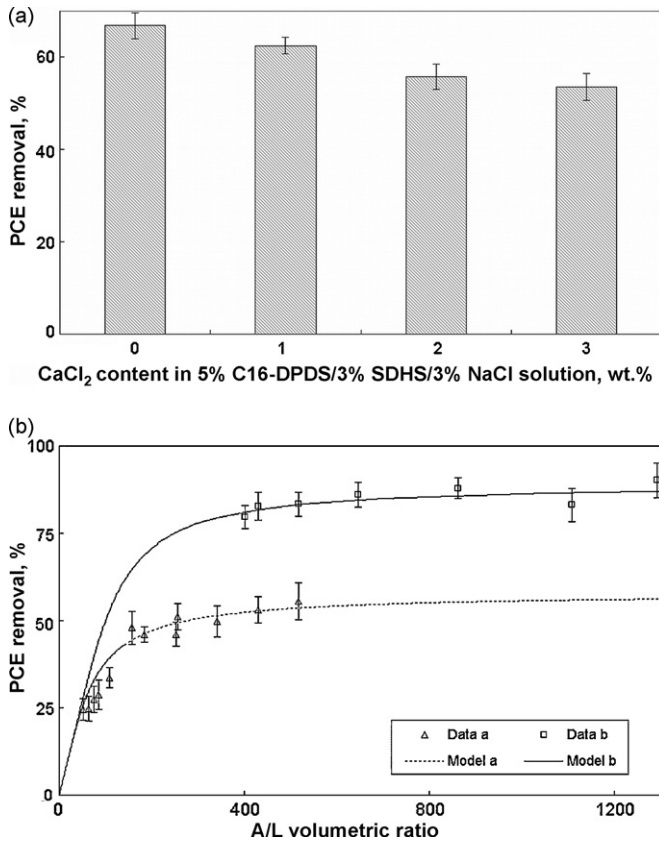 (a)
PCE removal, %
60
40
20
0
0 1 2 3
CaCl₂ content in 5% C16-DPDS/3% SDHS/3% NaCl solution, wt.%
(b)
PCE removal, %
100
75
50
25
0
0 400 800 1200
A/L volumetric ratio
Data a Data b
Model a Model b